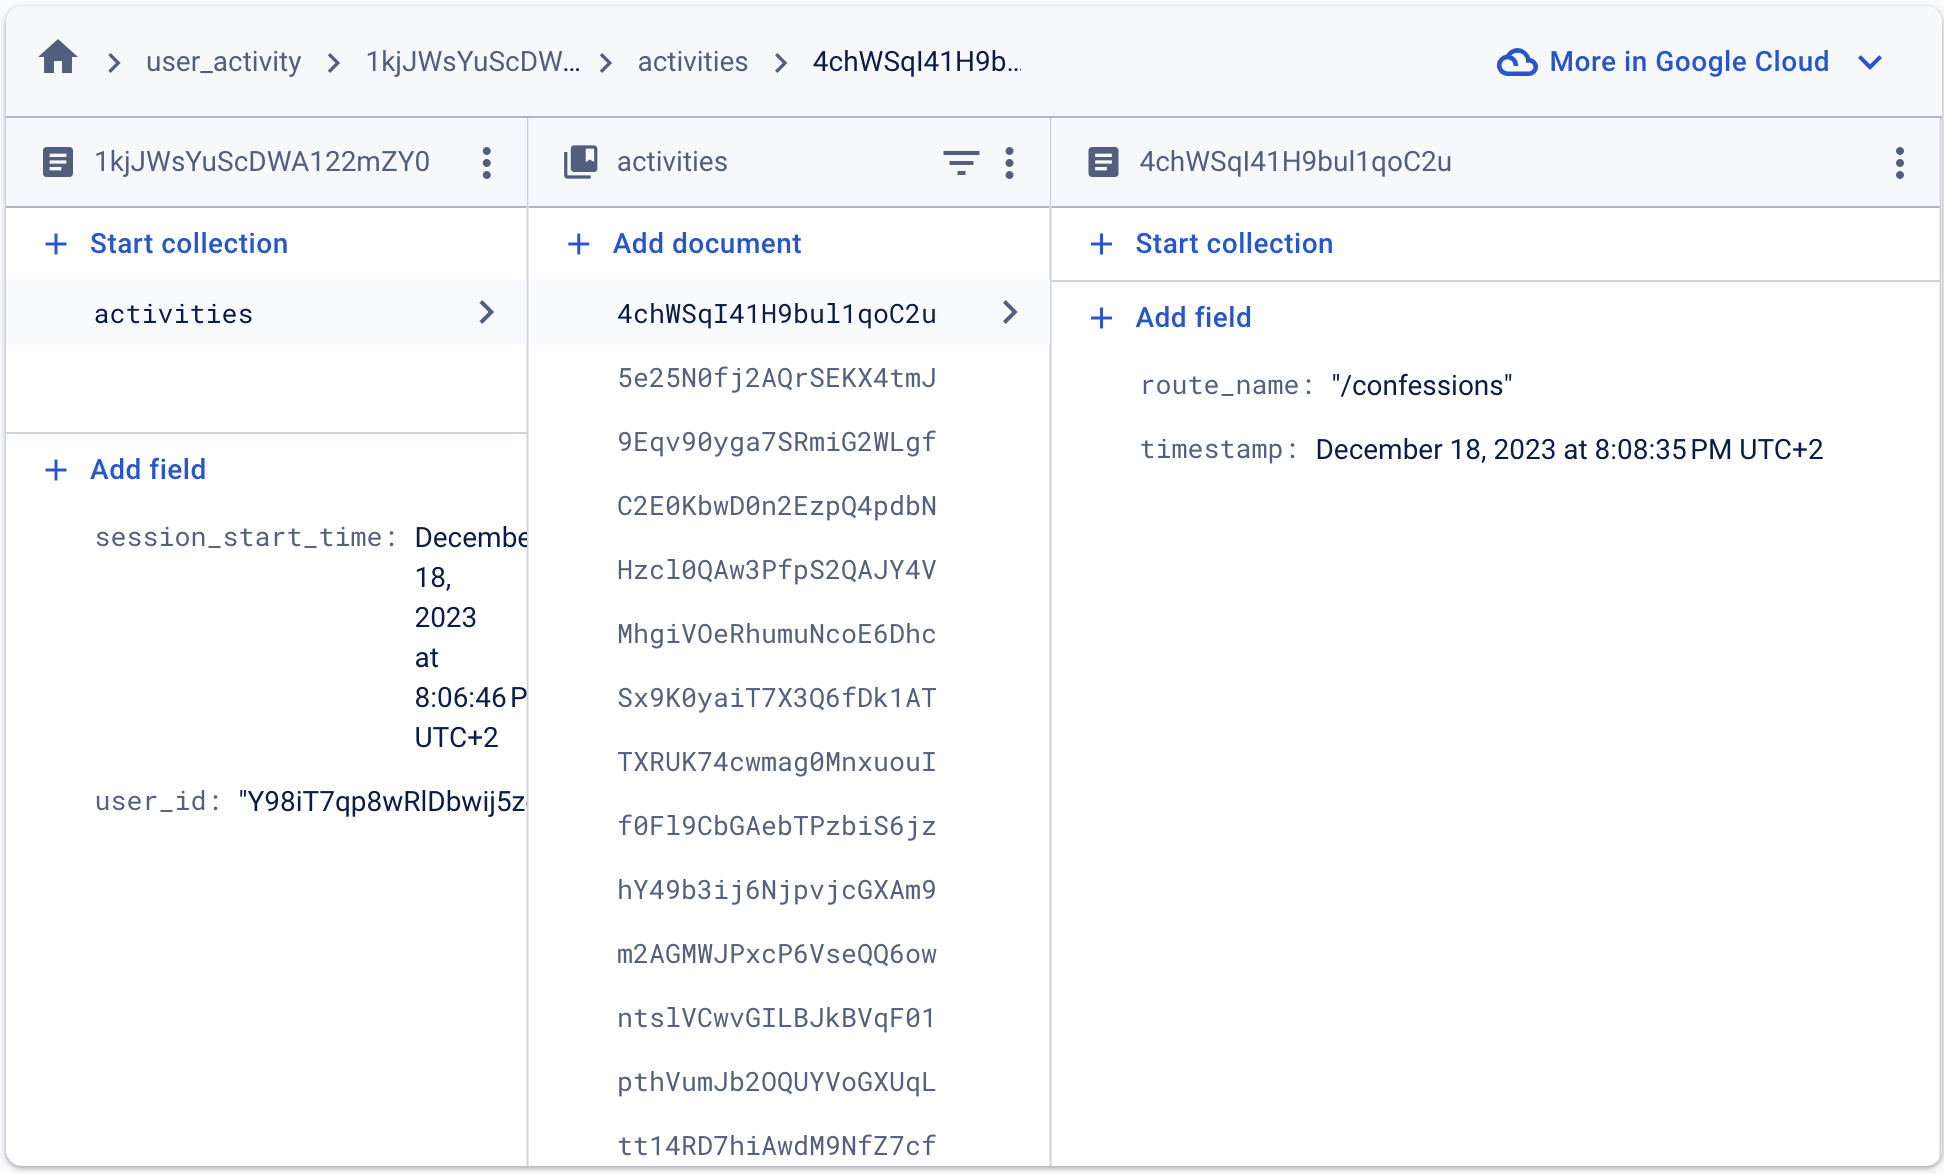 user_activity
1kjJWsYuScDW…
activities
4chWSqI41H9b…
More in Google Cloud
1kjJWsYuScDWA122mZY0
Start collection
activities
Add field
session_start_time: Decembe
18,
2023
at
8:06:46 P
UTC+2
user_id: "Y98iT7qp8wRlDbwij5z
activities
Add document
4chWSqI41H9bul1qoC2u
5e25N0fj2AQrSEKX4tmJ
9Eqv90yga7SRmiG2WLgf
C2E0KbwD0n2EzpQ4pdbN
Hzcl0QAw3PfpS2QAJY4V
MhgiVOeRhumuNcoE6Dhc
Sx9K0yaiT7X3Q6fDk1AT
TXRUK74cwmag0MnxuouI
f0Fl9CbGAebTPzbiS6jz
hY49b3ij6NjpvjcGXAm9
m2AGMWJPxcP6VseQQ6ow
ntslVCwvGILBJkBVqF01
pthVumJb2OQUYVoGXUqL
tt14RD7hiAwdM9NfZ7cf
4chWSqI41H9bul1qoC2u
Start collection
Add field
route_name: "/confessions"
timestamp: December 18, 2023 at 8:08:35 PM UTC+2